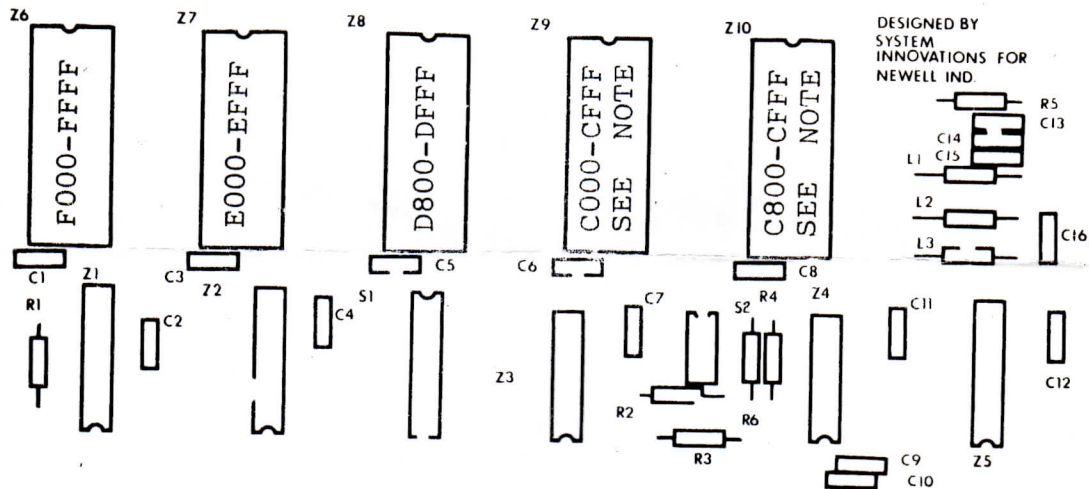 Z6
Z7
Z8
Z9
Z10
F000-FFFF
E000-EFFF
D800-DFFF
C000-CFFF
SEE NOTE
C800-CFFF
SEE NOTE
DESIGNED BY
SYSTEM
INNOVATIONS FOR
NEWELL IND.
R5
C13
C14
C15
L1
L2
L3
C16
C1
Z1
C3
Z2
C5
S1
C6
C8
R1
C2
C4
C7
S2
R4
Z4
C11
Z3
R2
R6
R3
C12
Z5
C9
C10